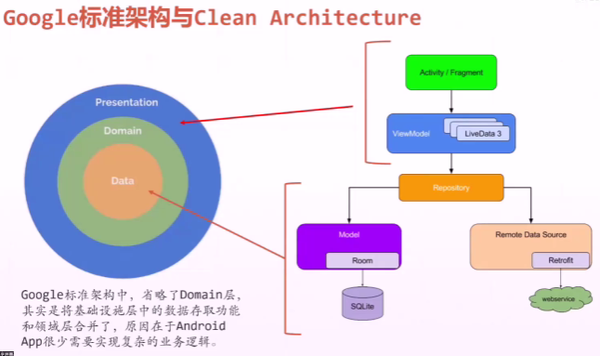 Google标准架构与Clean Architecture
Presentation
Domain
Data
Activity / Fragment
ViewModel
LiveData 3
Repository
Model
Room
Remote Data Source
Retrofit
SQLite
webservice
Google标准架构中，省略了Domain层，
其实是将基础设施层中的数据存取功能
和领域层合并了，原因在于Android
App很少需要实现复杂的业务逻辑。